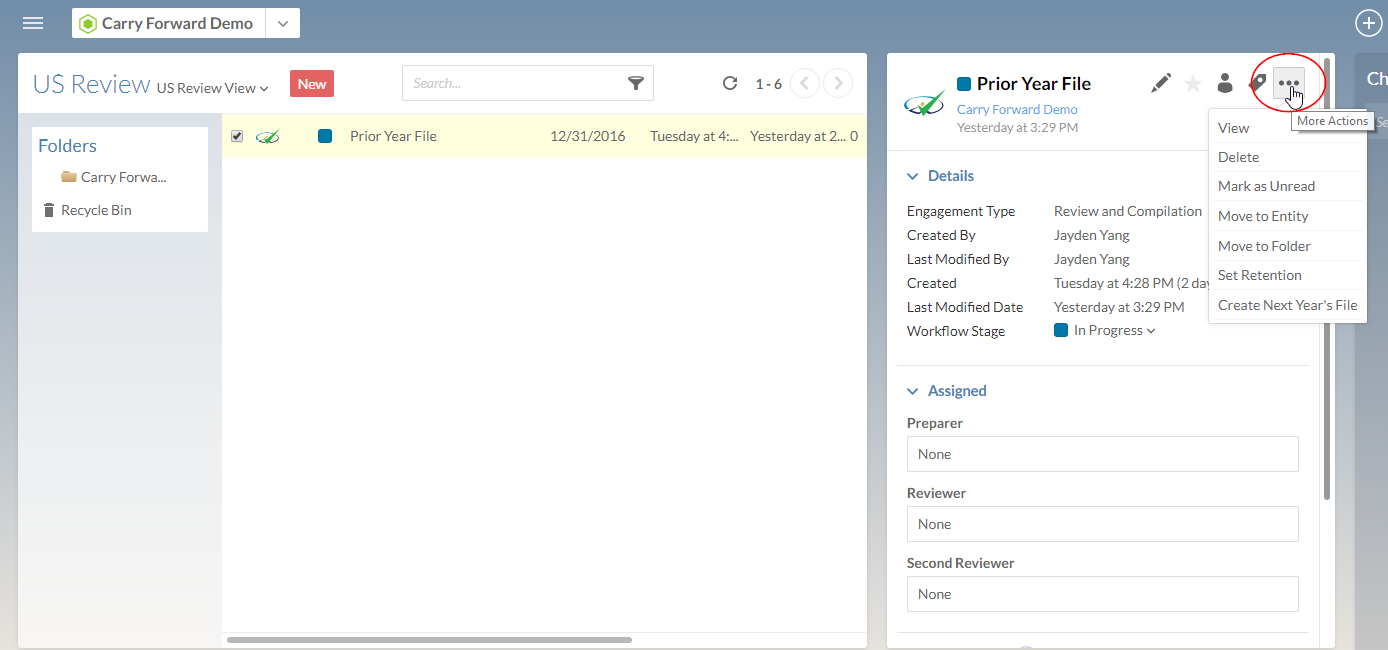 Carry Forward Demo
US Review US Review View
New
Search...
1 - 6
Folders
Carry Forwa...
Recycle Bin
Prior Year File 12/31/2016 Tuesday at 4:... Yesterday at 2... 0
Prior Year File
Carry Forward Demo
Yesterday at 3:29 PM
More Actions
View
Delete
Mark as Unread
Move to Entity
Move to Folder
Set Retention
Create Next Year's File
Details
Engagement Type Review and Compilation
Created By Jayden Yang
Last Modified By Jayden Yang
Created Tuesday at 4:28 PM (2 day
Last Modified Date Yesterday at 3:29 PM
Workflow Stage In Progress
Assigned
Preparer
None
Reviewer
None
Second Reviewer
None
Ch
Se